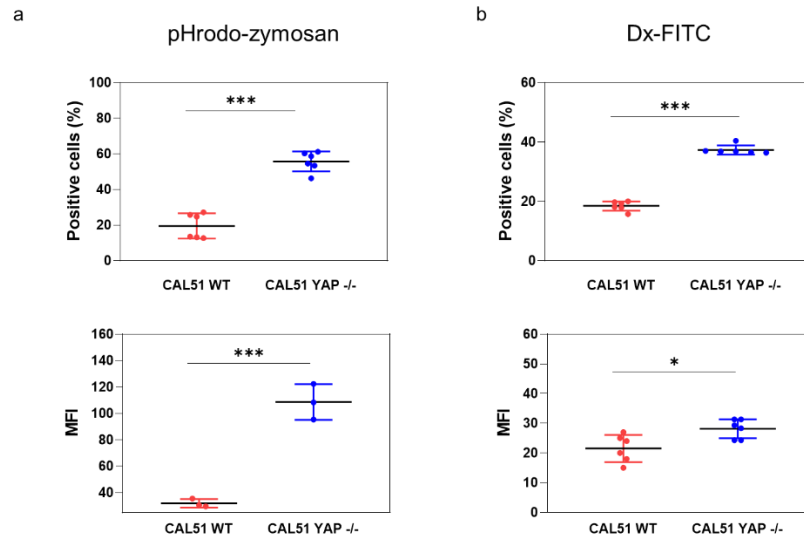 a
pHrodo-zymosan
Positive cells (%)
100
80
60
40
20
0
***
CAL51 WT CAL51 YAP -/-
MFI
160
140
120
100
80
60
40
***
CAL51 WT CAL51 YAP -/-
b
Dx-FITC
Positive cells (%)
60
40
20
0
***
CAL51 WT CAL51 YAP -/-
MFI
60
50
40
30
20
10
0
*
CAL51 WT CAL51 YAP -/-